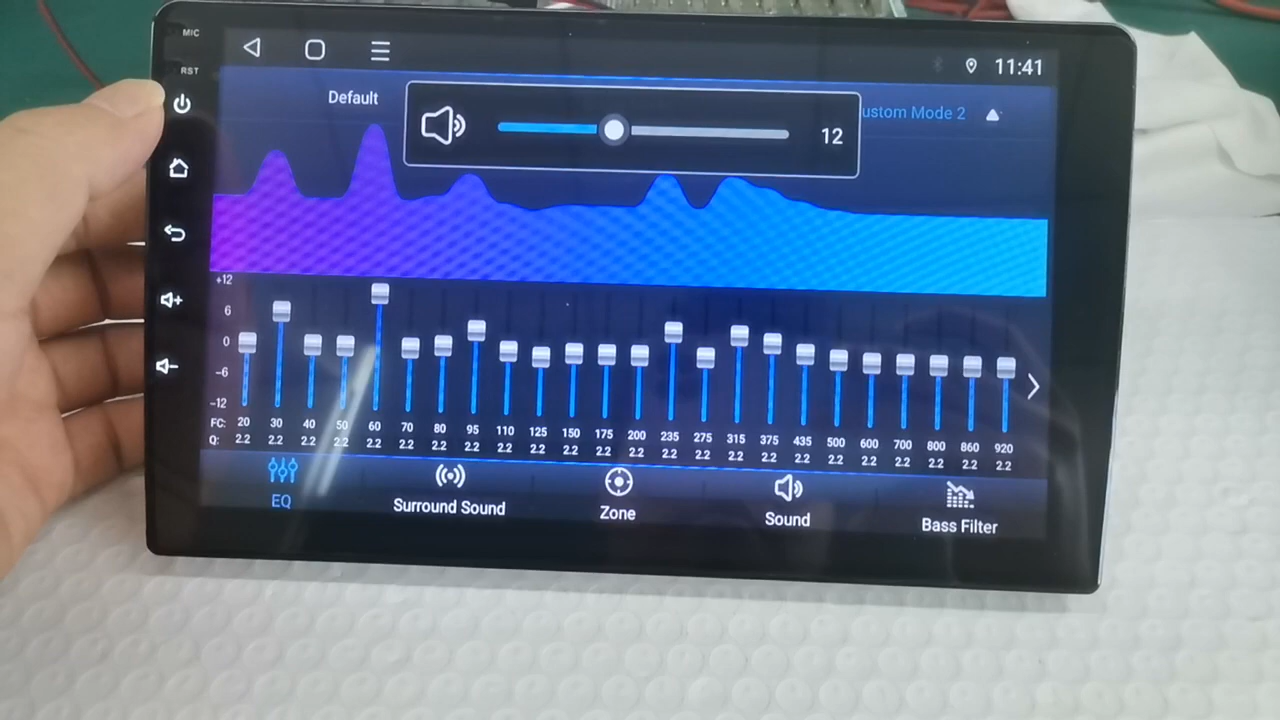 MIC
RST
11:41
Default
12
ustom Mode 2
+12
6
0
-6
-12
FC: 20 30 40 50 60 70 80 95 110 125 150 175 200 235 275 315 375 435 500 600 700 800 860 920
Q: 2.2 2.2 2.2 2.2 2.2 2.2 2.2 2.2 2.2 2.2 2.2 2.2 2.2 2.2 2.2 2.2 2.2 2.2 2.2 2.2 2.2 2.2 2.2 2.2
EQ
Surround Sound
Zone
Sound
Bass Filter